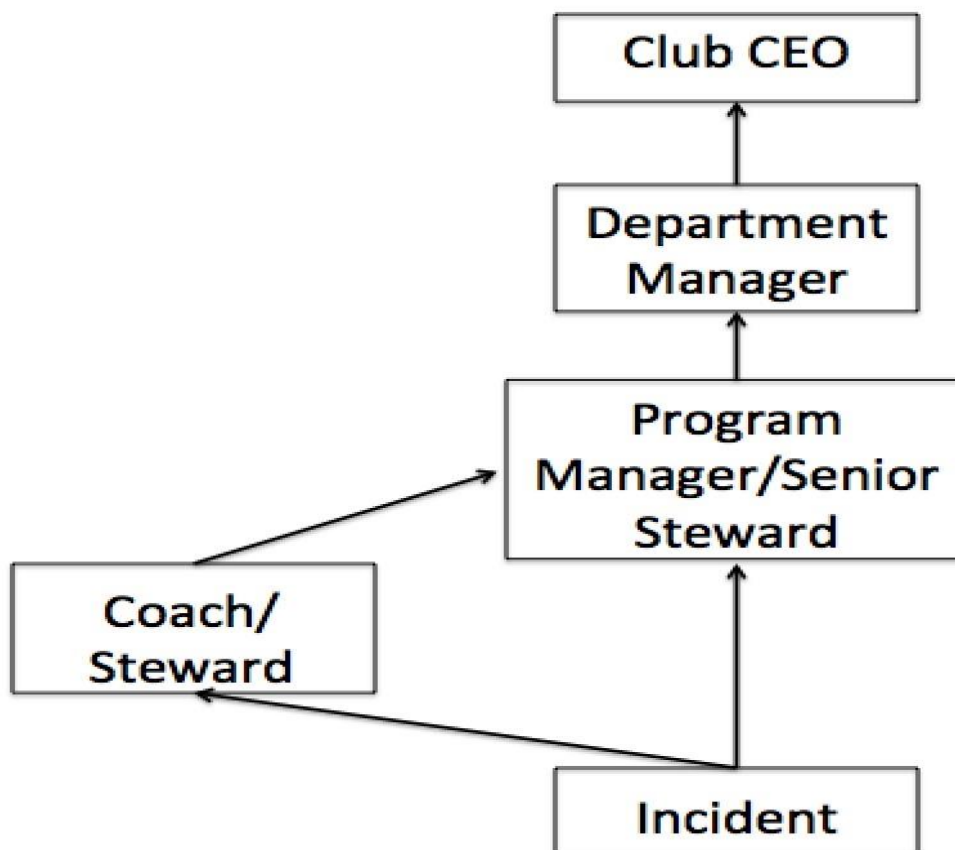 Club CEO
Department
Manager
Program
Manager/Senior
Steward
Coach/
Steward
Incident